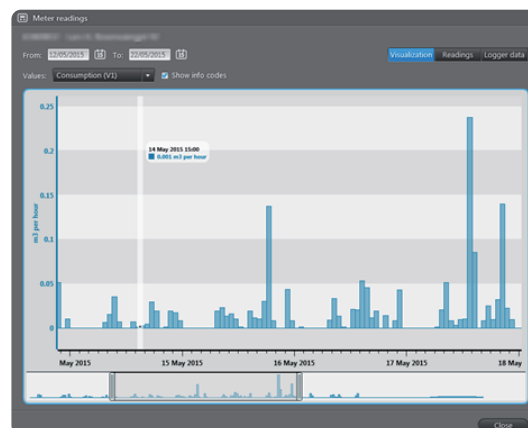 Meter readings
From: 12/05/2015 To: 22/05/2015
Visualization Readings Logger data
Values: Consumption (V1) Show info codes
0.25
0.2
14 May 2015 15:00
0.001 m3 per hour
0.15
m3 per hour
0.1
0.05
0
May 2015 15 May 2015 16 May 2015 17 May 2015 18 May
Close